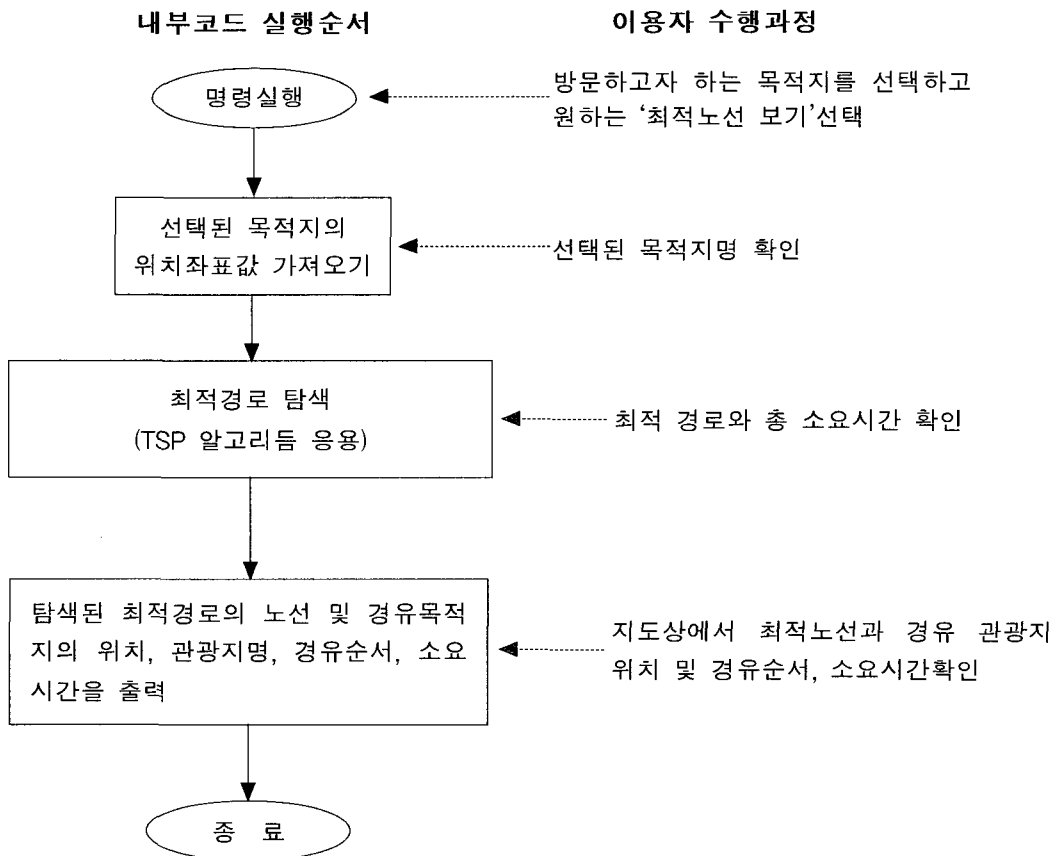 내부코드 실행순서
이용자 수행과정
명령실행
방문하고자 하는 목적지를 선택하고
원하는 ‘최적노선 보기’선택
선택된 목적지의
위치좌표값 가져오기
선택된 목적지명 확인
최적경로 탐색
(TSP 알고리듬 응용)
최적 경로와 총 소요시간 확인
탐색된 최적경로의 노선 및 경유목적
지의 위치, 관광지명, 경유순서, 소요
시간을 출력
지도상에서 최적노선과 경유 관광지
위치 및 경유순서, 소요시간확인
종 료